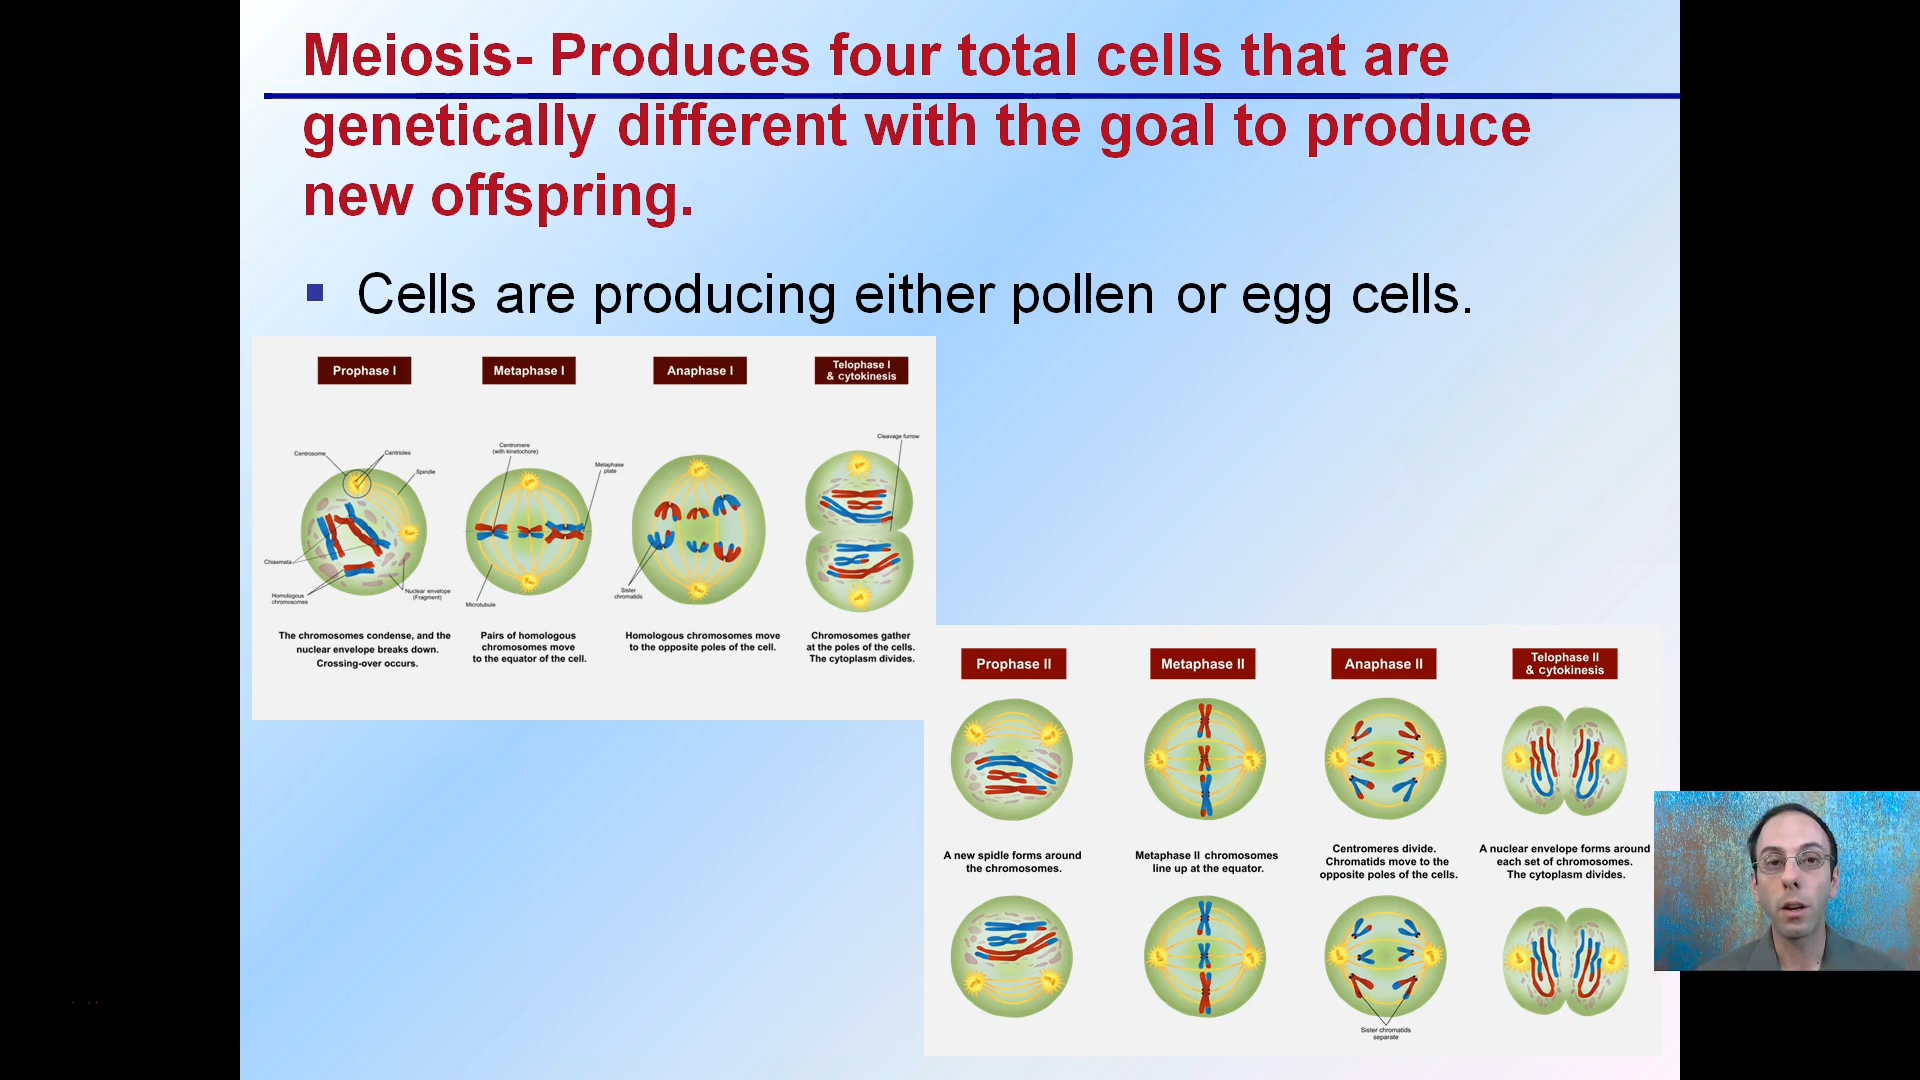 Meiosis- Produces four total cells that are
genetically different with the goal to produce
new offspring.
Cells are producing either pollen or egg cells.
Prophase I
Metaphase I
Anaphase I
Telophase I
& cytokinesis
Centrosome
Centrioles
Spindle
Chiasmata
Homologous
chromosomes
Nuclear envelope
(Fragment)
Centromere
(with kinetochore)
Metaphase
plate
Microtubule
Sister
chromatids
Cleavage furrow
The chromosomes condense, and the
nuclear envelope breaks down.
Crossing-over occurs.
Pairs of homologous
chromosomes move
to the equator of the cell.
Homologous chromosomes move
to the opposite poles of the cell.
Chromosomes gather
at the poles of the cells.
The cytoplasm divides.
Prophase II
Metaphase II
Anaphase II
Telophase II
& cytokinesis
A new spidle forms around
the chromosomes.
Metaphase II chromosomes
line up at the equator.
Centromeres divide.
Chromatids move to the
opposite poles of the cells.
A nuclear envelope forms around
each set of chromosomes.
The cytoplasm divides.
Sister chromatids
separate